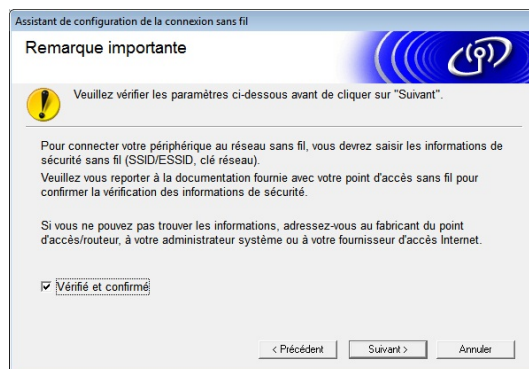 Assistant de configuration de la connexion sans fil
Remarque importante
Veuillez vérifier les paramètres ci-dessous avant de cliquer sur "Suivant".
Pour connecter votre périphérique au réseau sans fil, vous devrez saisir les informations de
sécurité sans fil (SSID/ESSID, clé réseau).
Veuillez vous reporter à la documentation fournie avec votre point d'accès sans fil pour
confirmer la vérification des informations de sécurité.
Si vous ne pouvez pas trouver les informations, adressez-vous au fabricant du point
d'accès/routeur, à votre administrateur système ou à votre fournisseur d'accès Internet.
Vérifié et confirmé
< Précédent Suivant > Annuler